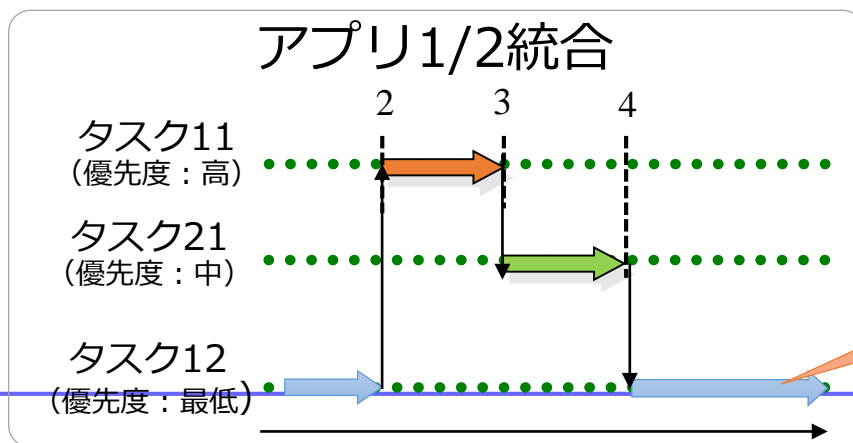 アプリ1/2統合
2 3 4
タスク11
（優先度：高）
タスク21
（優先度：中）
タスク12
（優先度：最低）